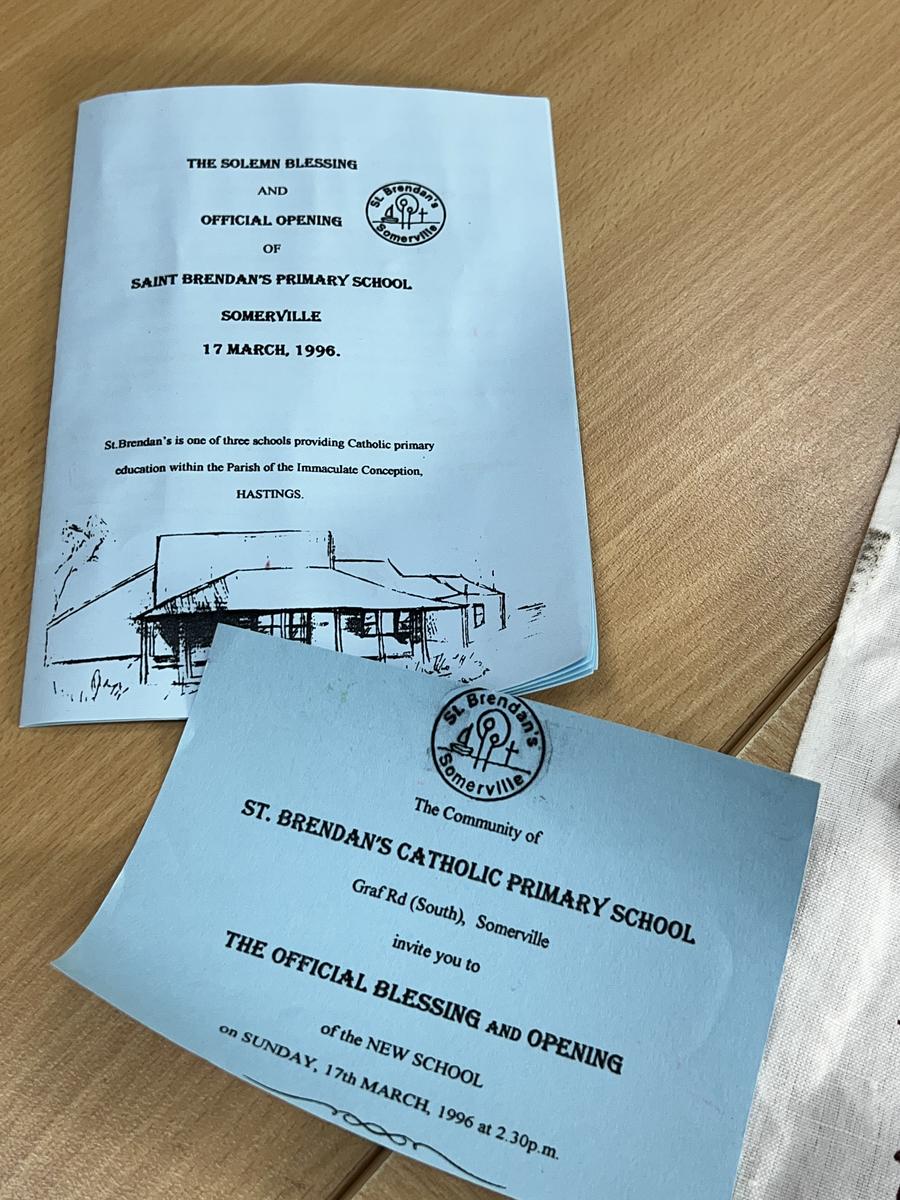 THE SOLEMN BLESSING
AND
OFFICIAL OPENING
OF
SAINT BRENDAN'S PRIMARY SCHOOL
SOMERVILLE
17 MARCH, 1996.
St. Brendan's
Somerville
St.Brendan's is one of three schools providing Catholic primary
education within the Parish of the Immaculate Conception,
HASTINGS.
St. Brendan's
Somerville
The Community of
ST. BRENDAN'S CATHOLIC PRIMARY SCHOOL
Graf Rd (South), Somerville
invite you to
THE OFFICIAL BLESSING AND OPENING
of the NEW SCHOOL
on SUNDAY, 17th MARCH, 1996 at 2.30p.m.